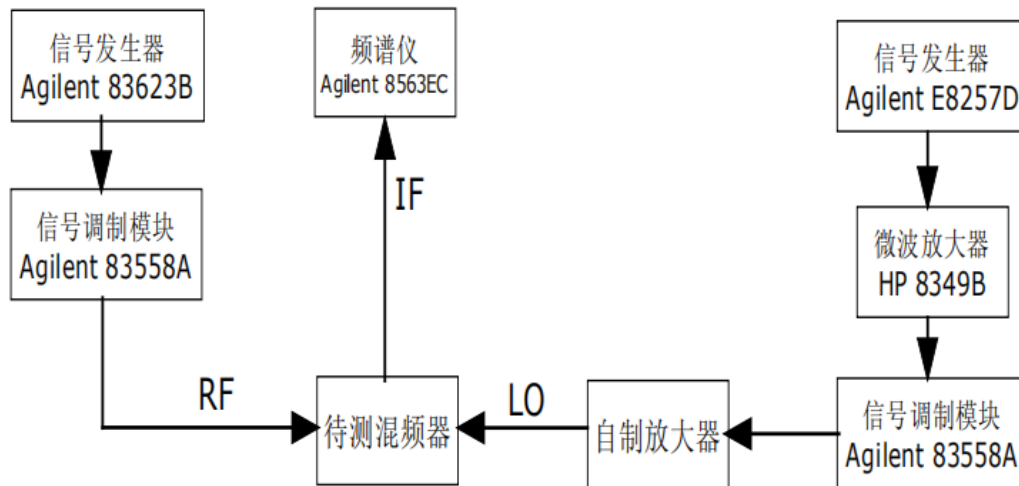 信号发生器
Agilent 83623B
频谱仪
Agilent 8563EC
信号发生器
Agilent E8257D
信号调制模块
Agilent 83558A
IF
微波放大器
HP 8349B
RF
待测混频器
LO
自制放大器
信号调制模块
Agilent 83558A